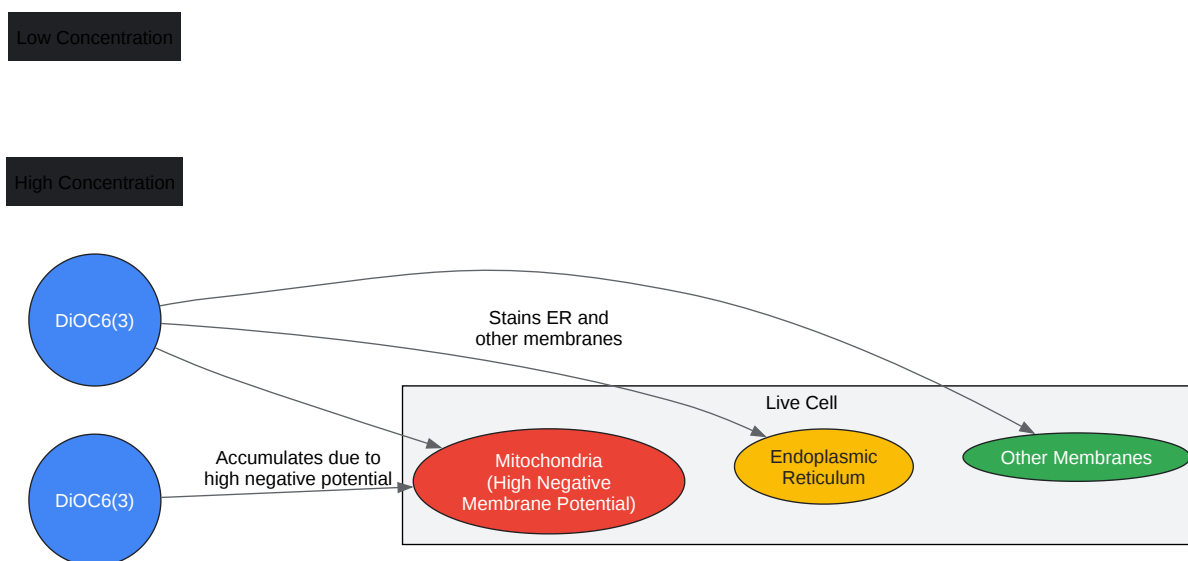 Low Concentration
High Concentration
DiOC6(3)
Stains ER and
other membranes
Live Cell
Mitochondria
(High Negative
Membrane Potential)
Endoplasmic
Reticulum
Other Membranes
Accumulates due to
high negative potential
DiOC6(3)